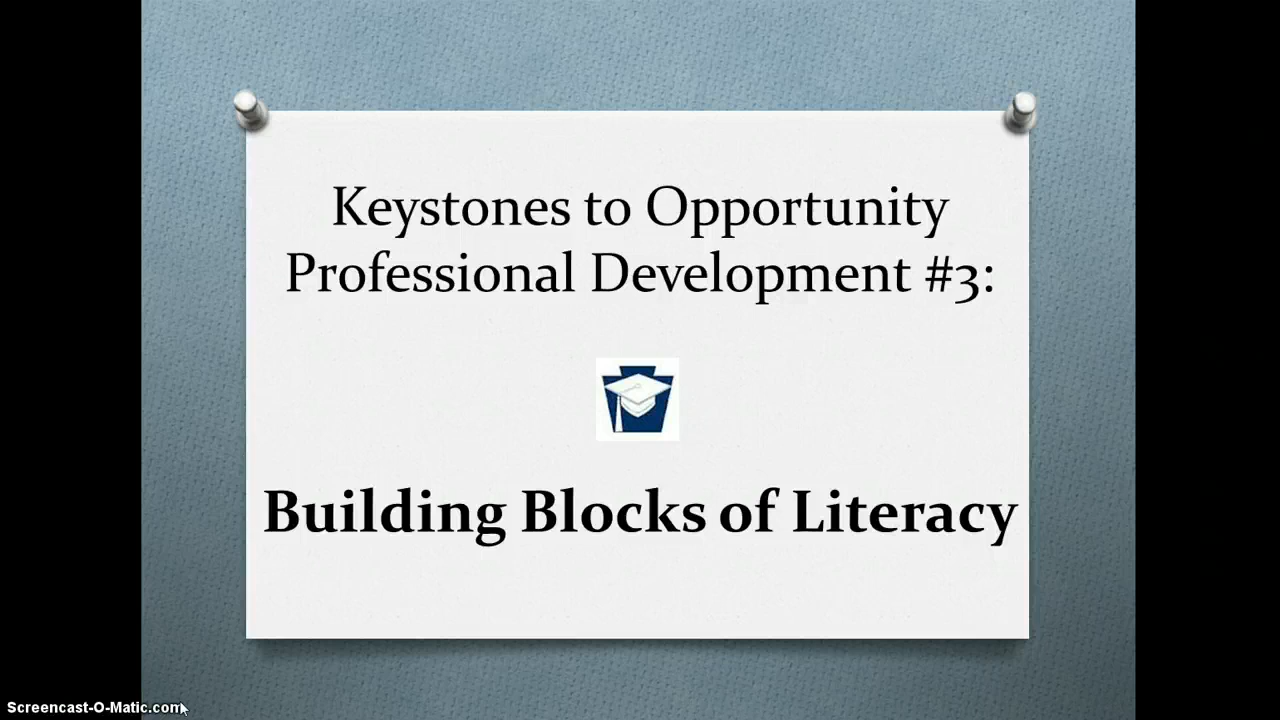 Keystones to Opportunity
Professional Development #3:
Building Blocks of Literacy
Screencast-O-Matic.com